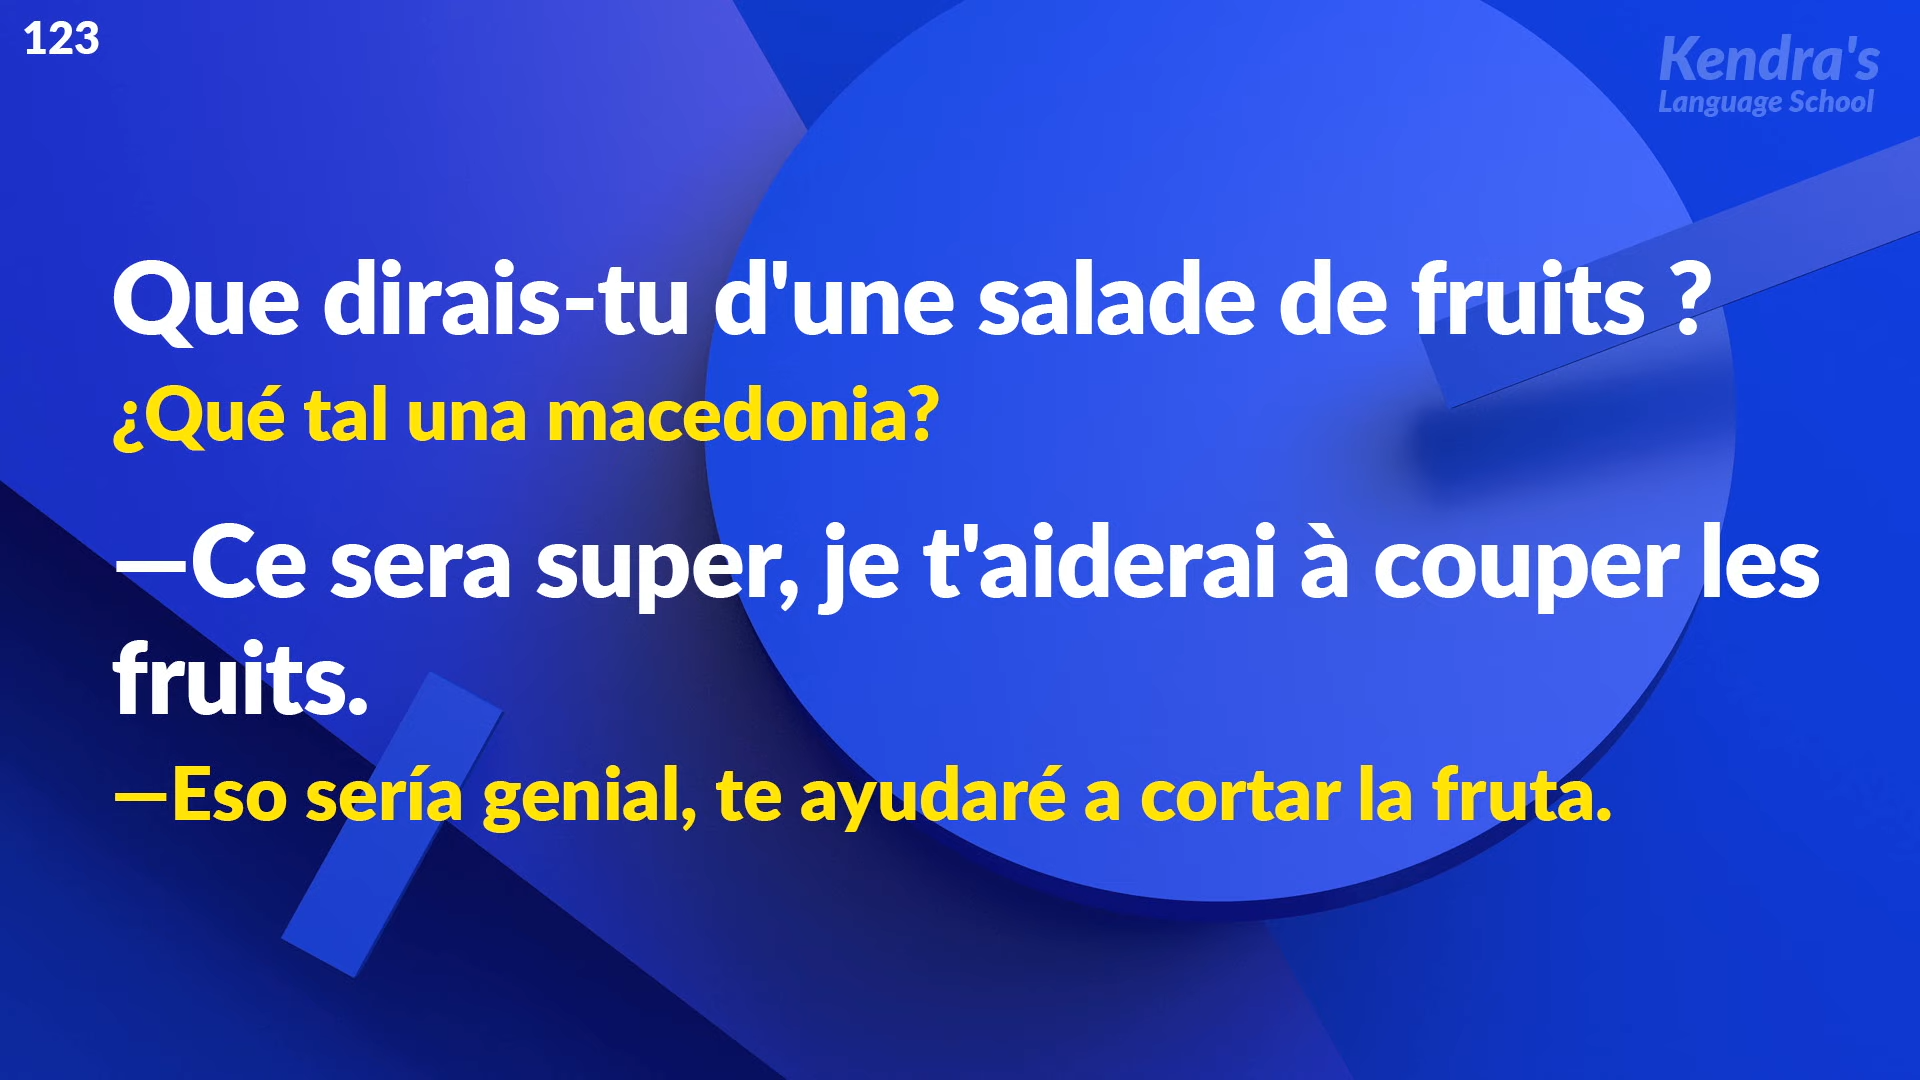 123
Kendra's
Language School
Que dirais-tu d'une salade de fruits ?
¿Qué tal una macedonia?
—Ce sera super, je t'aiderai à couper les
fruits.
—Eso sería genial, te ayudaré a cortar la fruta.